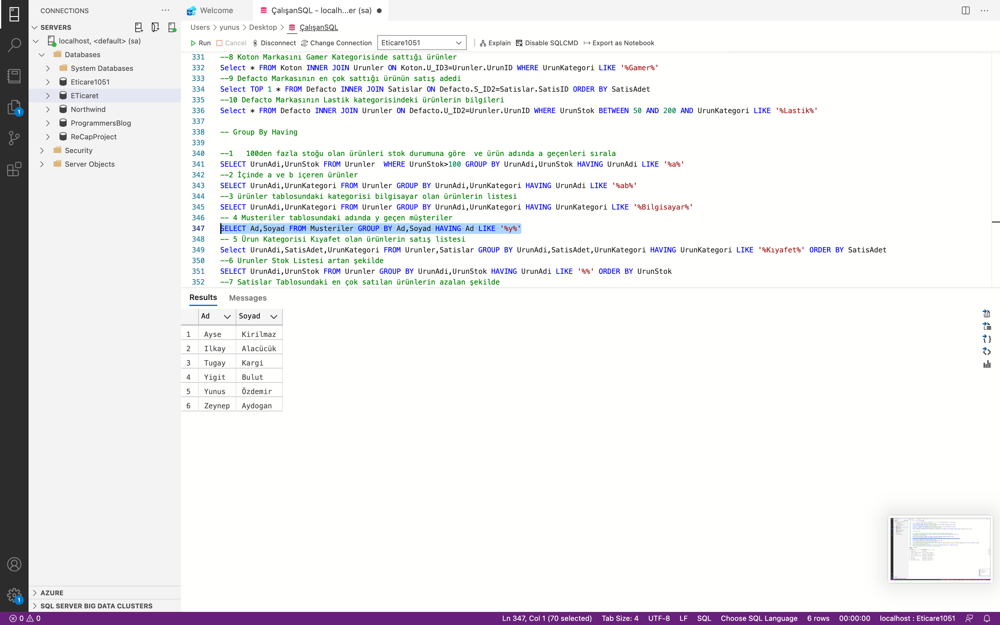 CONNECTIONS
SERVERS
localhost, <default> (sa)
Databases
System Databases
Eticare1051
ETicaret
Northwind
ProgrammersBlog
ReCapProject
Security
Server Objects
AZURE
SQL SERVER BIG DATA CLUSTERS
1
1
Welcome
ÇalışanSQL - localh...er (sa)
Users > yunus > Desktop > ÇalışanSQL
Run Cancel Disconnect Change Connection Eticare1051 Explain Disable SQLCMD Export as Notebook
331 --8 Koton Markasını Gamer Kategorisinde sattığı ürünler
332 Select * FROM Koton INNER JOIN Urunler ON Koton.U_ID3=Urunler.UrunID WHERE UrunKategori LIKE '%Gamer%'
333 --9 Defacto Markasının en çok sattığı ürünün satış adedi
334 Select TOP 1 * FROM Defacto INNER JOIN Satislar ON Defacto.S_ID2=Satislar.SatisID ORDER BY SatisAdet
335 --10 Defacto Markasının Lastik kategorisindeki ürünlerin bilgileri
336 Select * FROM Defacto INNER JOIN Urunler ON Defacto.U_ID2=Urunler.UrunID WHERE UrunStok BETWEEN 50 AND 200 AND UrunKategori LIKE '%Lastik%'
337
338 -- Group By Having
339
340 --1   100den fazla stoğu olan ürünleri stok durumuna göre  ve ürün adında a geçenleri sırala
341 SELECT UrunAdi,UrunStok FROM Urunler  WHERE UrunStok>100 GROUP BY UrunAdi,UrunStok HAVING UrunAdi LIKE '%a%'
342 --2 İçinde a ve b içeren ürünler
343 SELECT UrunAdi,UrunKategori FROM Urunler GROUP BY UrunAdi,UrunKategori HAVING UrunAdi LIKE '%ab%'
344 --3 ürünler tablosundaki kategorisi bilgisayar olan ürünlerin listesi
345 SELECT UrunAdi,UrunKategori FROM Urunler GROUP BY UrunAdi,UrunKategori HAVING UrunKategori LIKE '%Bilgisayar%'
346 -- 4 Musteriler tablosundaki adında y geçen müşteriler
347 SELECT Ad,Soyad FROM Musteriler GROUP BY Ad,Soyad HAVING Ad LIKE '%y%'
348 -- 5 Ürun Kategorisi Kıyafet olan ürünlerin satış listesi
349 Select UrunAdi,SatisAdet,UrunKategori FROM Urunler,Satislar GROUP BY UrunAdi,SatisAdet,UrunKategori HAVING UrunKategori LIKE '%Kıyafet%' ORDER BY SatisAdet
350 --6 Urunler Stok Listesi artan şekilde
351 SELECT UrunAdi,UrunStok FROM Urunler GROUP BY UrunAdi,UrunStok HAVING UrunAdi LIKE '%%' ORDER BY UrunStok
352 --7 Satislar Tablosundaki en çok satılan ürünlerin azalan şekilde
Results Messages
Ad Soyad
1 Ayse Kirilmaz
2 Ilkay Alacücük
3 Tugay Kargi
4 Yigit Bulut
5 Yunus Özdemir
6 Zeynep Aydogan
0 0 Ln 347, Col 1 (70 selected) Tab Size: 4 UTF-8 LF SQL Choose SQL Language 6 rows 00:00:00 localhost : Eticare1051